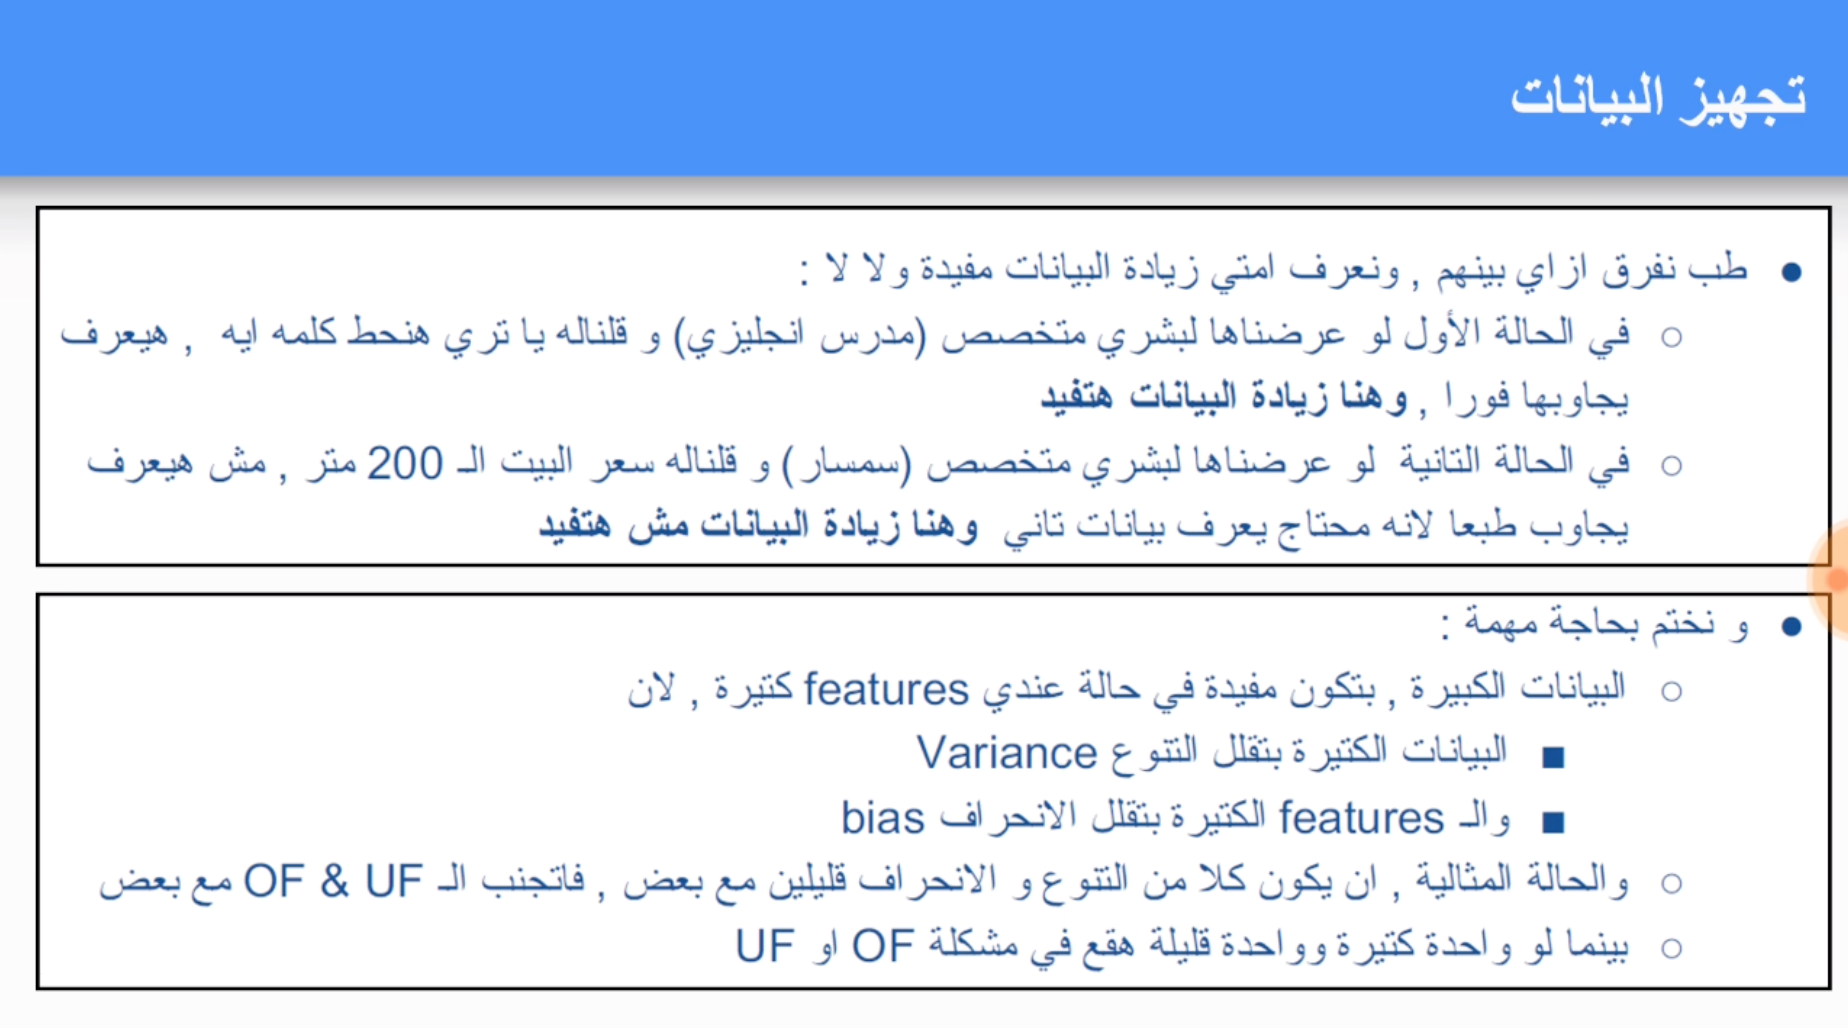 تجهيز البيانات
● طب نفرق ازاي بينهم , ونعرف امتي زيادة البيانات مفيدة ولا لا :
○ في الحالة الأول لو عرضناها لبشري متخصص (مدرس انجليزي) و قلناله يا تري هنحط كلمه ايه , هيعرف
يجاوبها فورا , وهنا زيادة البيانات هتفيد
○ في الحالة التانية لو عرضناها لبشري متخصص (سمسار) و قلناله سعر البيت الـ 200 متر , مش هيعرف
يجاوب طبعا لانه محتاج يعرف بيانات تاني وهنا زيادة البيانات مش هتفيد
● و نختم بحاجة مهمة :
○ البيانات الكبيرة , بتكون مفيدة في حالة عندي features كتيرة , لان
■ البيانات الكتيرة بتقلل التنوع Variance
■ والـ features الكتيرة بتقلل الانحراف bias
○ والحالة المثالية , ان يكون كلا من التنوع و الانحراف قليلين مع بعض , فاتجنب الـ OF & UF مع بعض
○ بينما لو واحدة كتيرة وواحدة قليلة هقع في مشكلة OF او UF